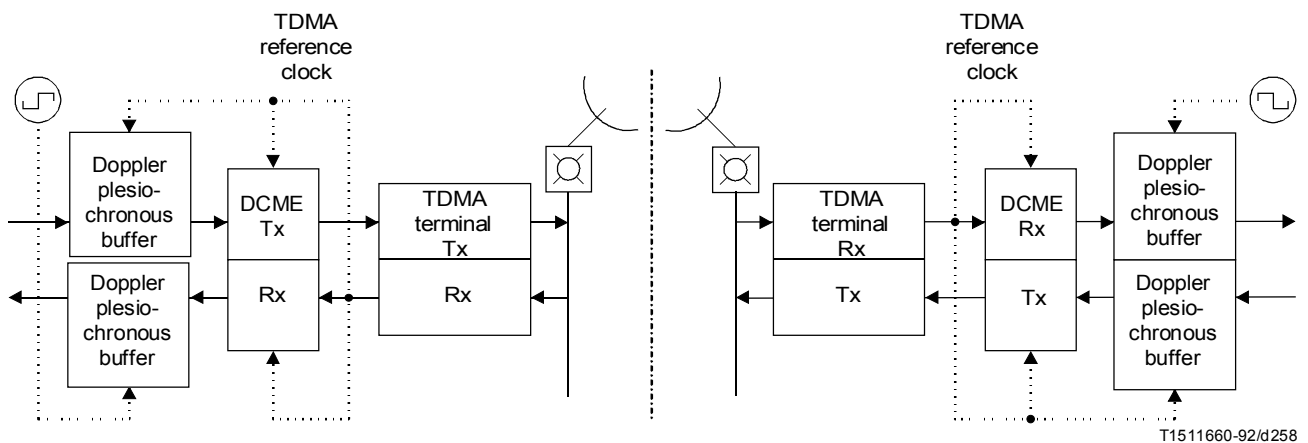 TDMA
reference
clock
TDMA
reference
clock
Doppler
plesio-
chronous
buffer
DCME
Tx
TDMA
terminal
Tx
Doppler
plesio-
chronous
buffer
Rx
Rx
TDMA
terminal
Rx
DCME
Rx
Doppler
plesio-
chronous
buffer
Tx
Tx
Doppler
plesio-
chronous
buffer
T1511660-92/d258